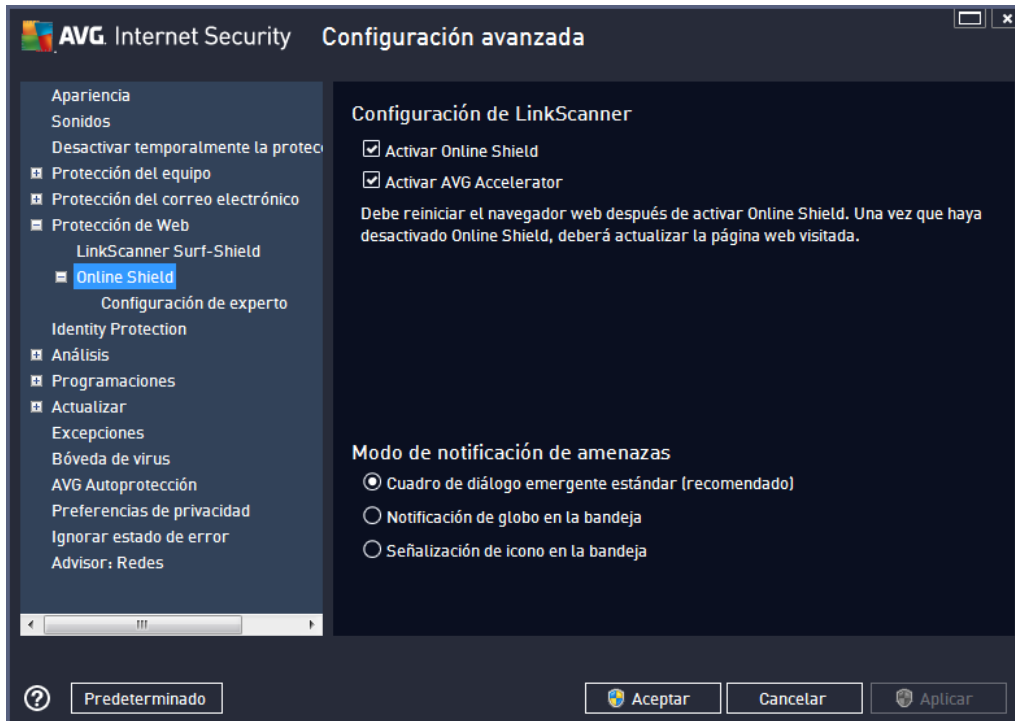 AVG. Internet Security
Configuración avanzada
Apariencia
Sonidos
Desactivar temporalmente la protec
Protección del equipo
Protección del correo electrónico
Protección de Web
LinkScanner Surf-Shield
Online Shield
Configuración de experto
Identity Protection
Análisis
Programaciones
Actualizar
Excepciones
Bóveda de virus
AVG Autoprotección
Preferencias de privacidad
Ignorar estado de error
Advisor: Redes
Configuración de LinkScanner
Activar Online Shield
Activar AVG Accelerator
Debe reiniciar el navegador web después de activar Online Shield. Una vez que haya
desactivado Online Shield, deberá actualizar la página web visitada.
Modo de notificación de amenazas
Cuadro de diálogo emergente estándar (recomendado)
Notificación de globo en la bandeja
Señalización de icono en la bandeja
Predeterminado
Aceptar
Cancelar
Aplicar